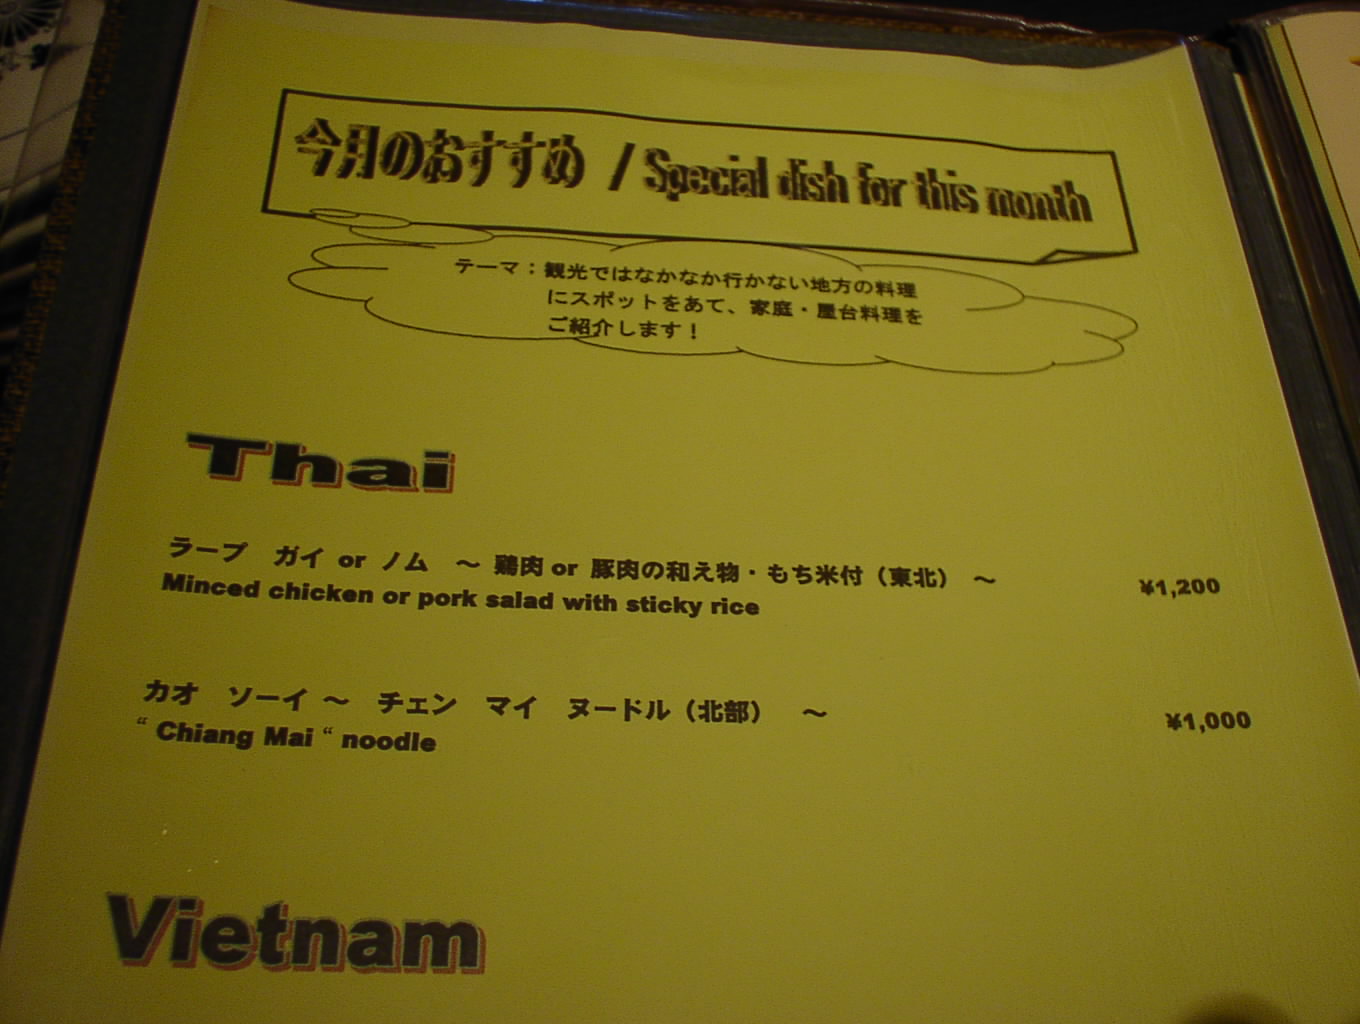 今月のおすすめ / Special dish for this month
テーマ：観光ではなかなか行かない地方の料理
にスポットをあて、家庭・屋台料理を
ご紹介します！
Thai
ラープ　ガイ or ノム　～ 鶏肉 or 豚肉の和え物・もち米付（東北）　～ ¥1,200
Minced chicken or pork salad with sticky rice
カオ　ソーイ ～　チェン　マイ　ヌードル（北部）　～ ¥1,000
“ Chiang Mai “ noodle
Vietnam